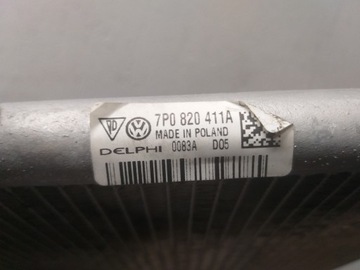 7P0 820 411A
MADE IN POLAND
DELPHI 0083A D05